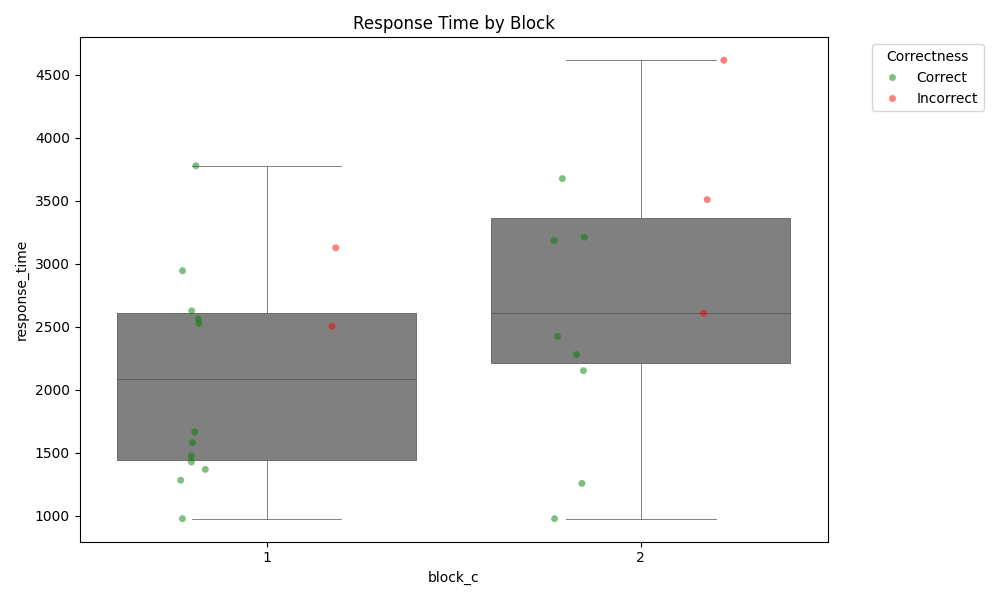 Response Time by Block
Correctness
Correct
Incorrect
4500
4000
3500
3000
2500
2000
1500
1000
response_time
1
2
block_c